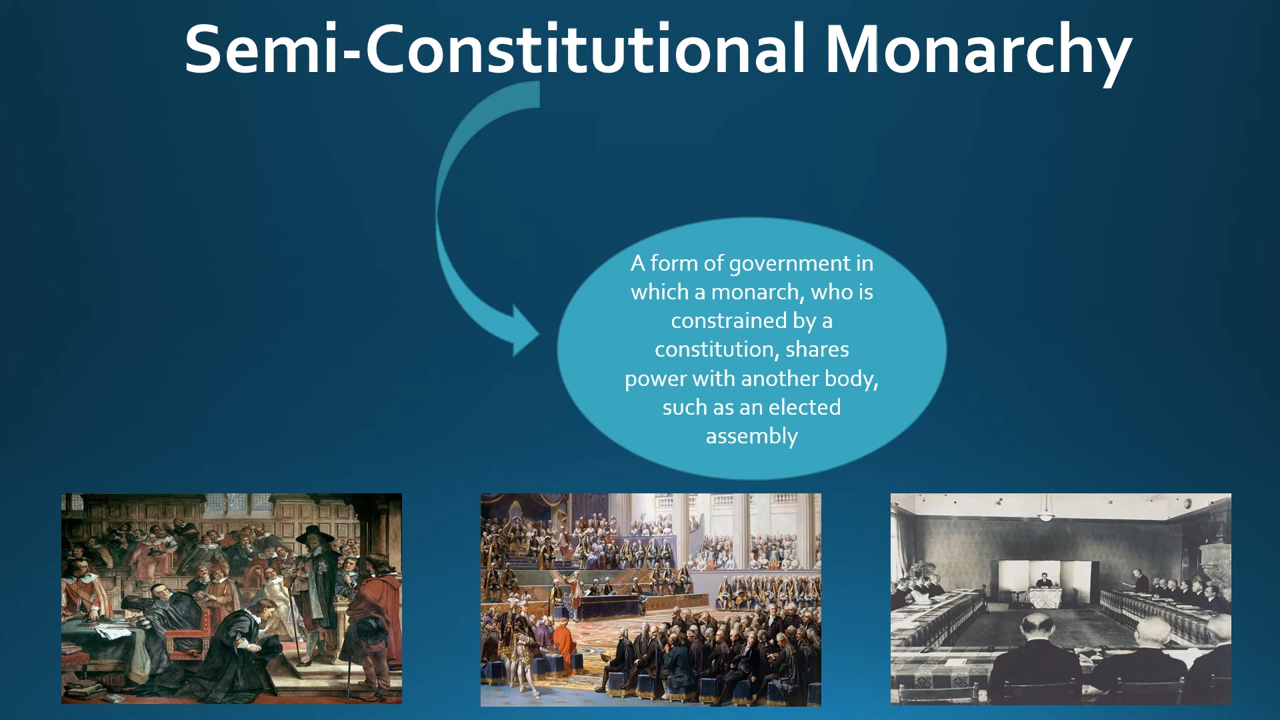 Semi-Constitutional Monarchy
A form of government in
which a monarch, who is
constrained by a
constitution, shares
power with another body,
such as an elected
assembly